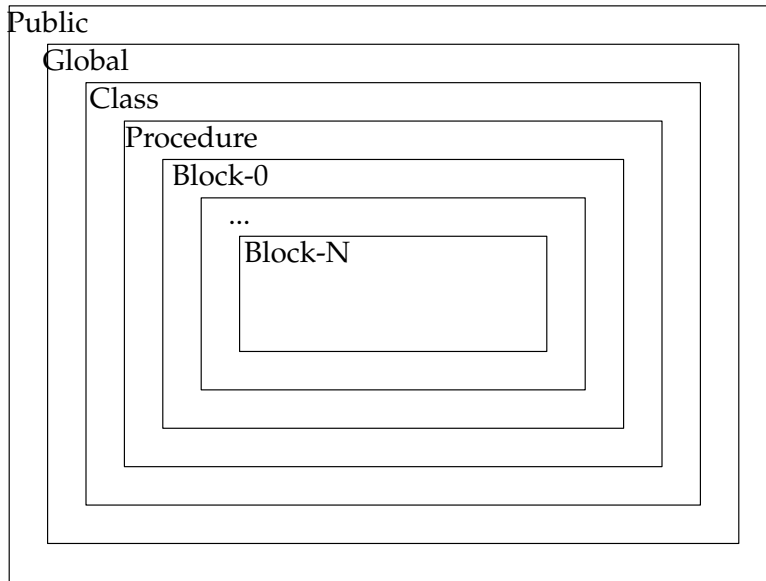 Public
Global
Class
Procedure
Block-0
...
Block-N